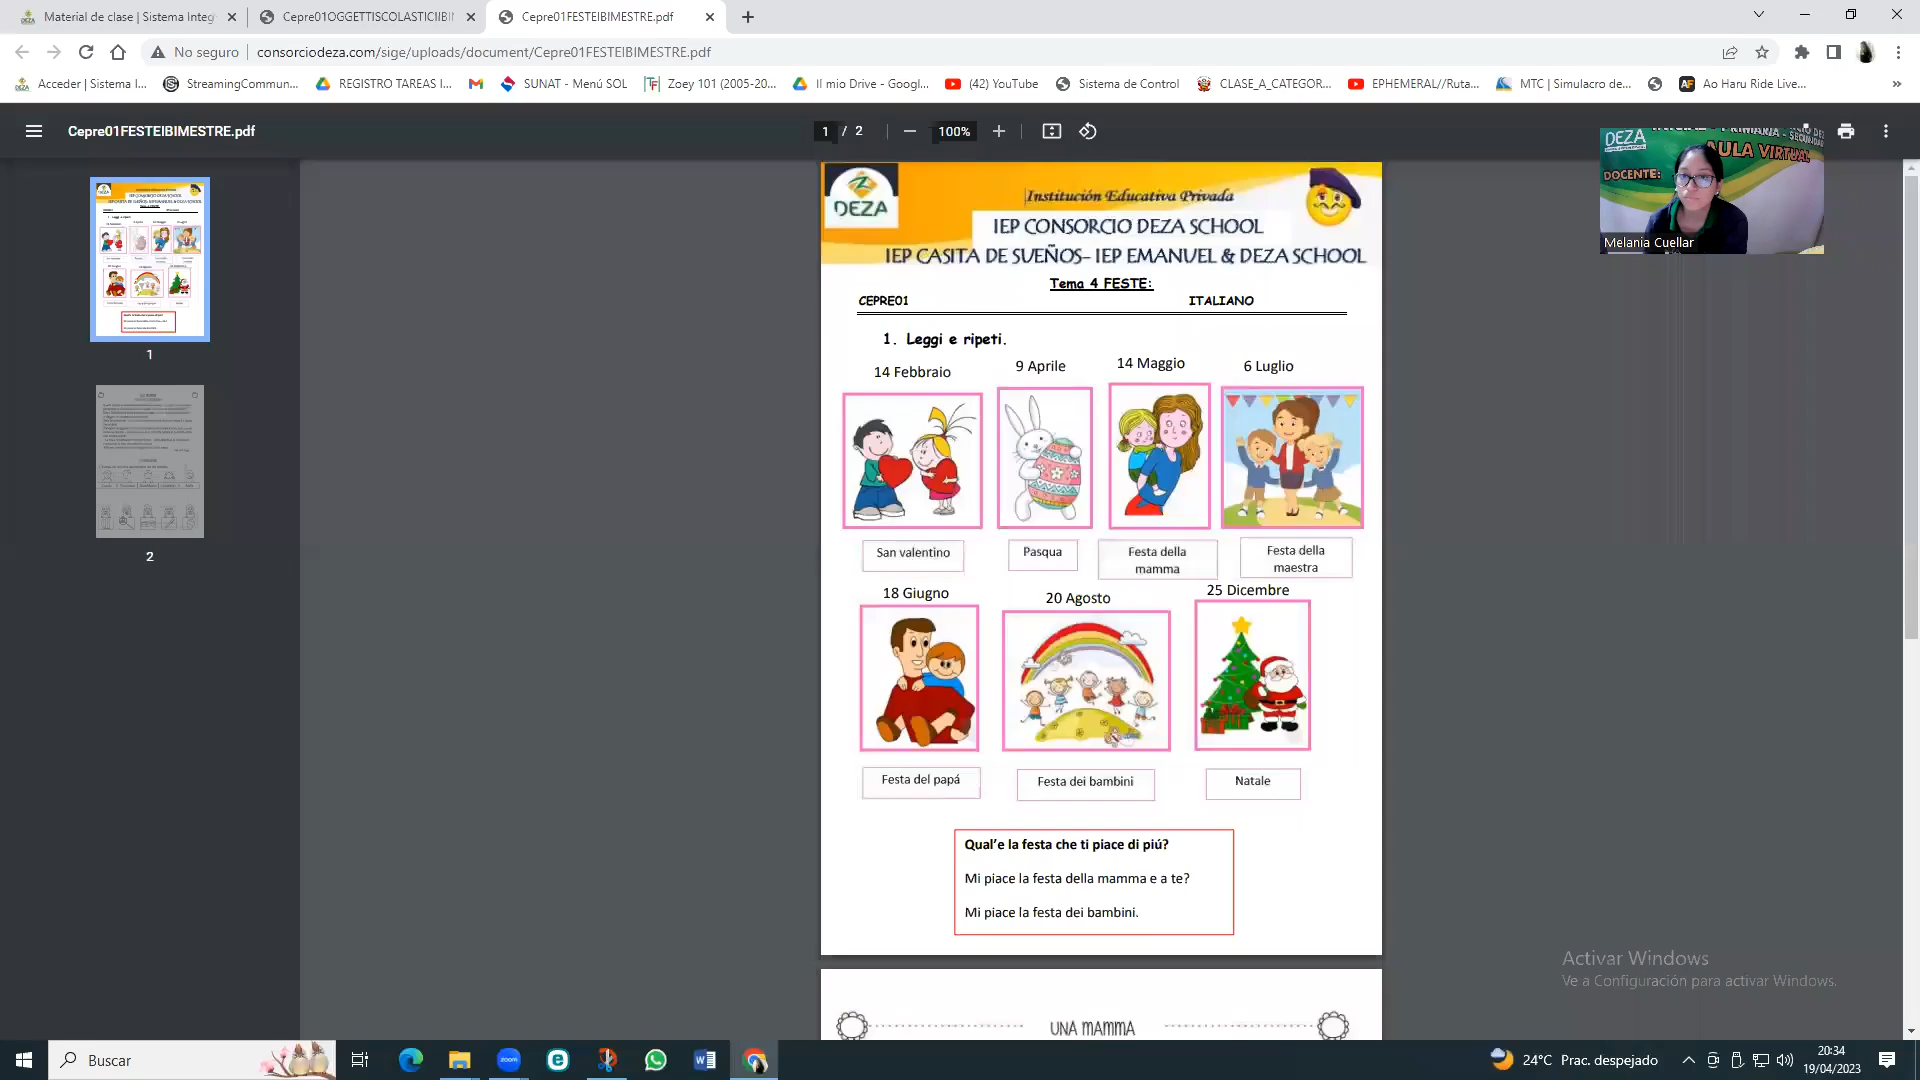 Material de clase | Sistema Integ
Cepre01OGGETTISCOLASTICIIBI
Cepre01FESTEIBIMESTRE.pdf
No seguro
consorciodeza.com/sige/uploads/document/Cepre01FESTEIBIMESTRE.pdf
Acceder | Sistema I...
StreamingCommun...
REGISTRO TAREAS I...
SUNAT - Menú SOL
Zoey 101 (2005-20...
Il mio Drive - Googl...
(42) YouTube
Sistema de Control
CLASE_A_CATEGOR...
EPHEMERAL//Ruta...
MTC | Simulacro de...
Ao Haru Ride Live...
Cepre01FESTEIBIMESTRE.pdf
1 / 2
100%
DEZA
AULA VIRTUAL
DOCENTE:
Melania Cuellar
1
2
DEZA
Institución Educativa Privada
IEP CONSORCIO DEZA SCHOOL
IEP CASITA DE SUEÑOS- IEP EMANUEL & DEZA SCHOOL
Tema 4 FESTE:
CEPRE01 ITALIANO
1. Leggi e ripeti.
14 Febbraio
9 Aprile
14 Maggio
6 Luglio
San valentino
Pasqua
Festa della
mamma
Festa della
maestra
18 Giugno
20 Agosto
25 Dicembre
Festa del papá
Festa dei bambini
Natale
Qual'e la festa che ti piace di piú?
Mi piace la festa della mamma e a te?
Mi piace la festa dei bambini.
UNA MAMMA
Activar Windows
Ve a Configuración para activar Windows.
Buscar
zoom
24°C Prac. despejado
20:34
19/04/2023